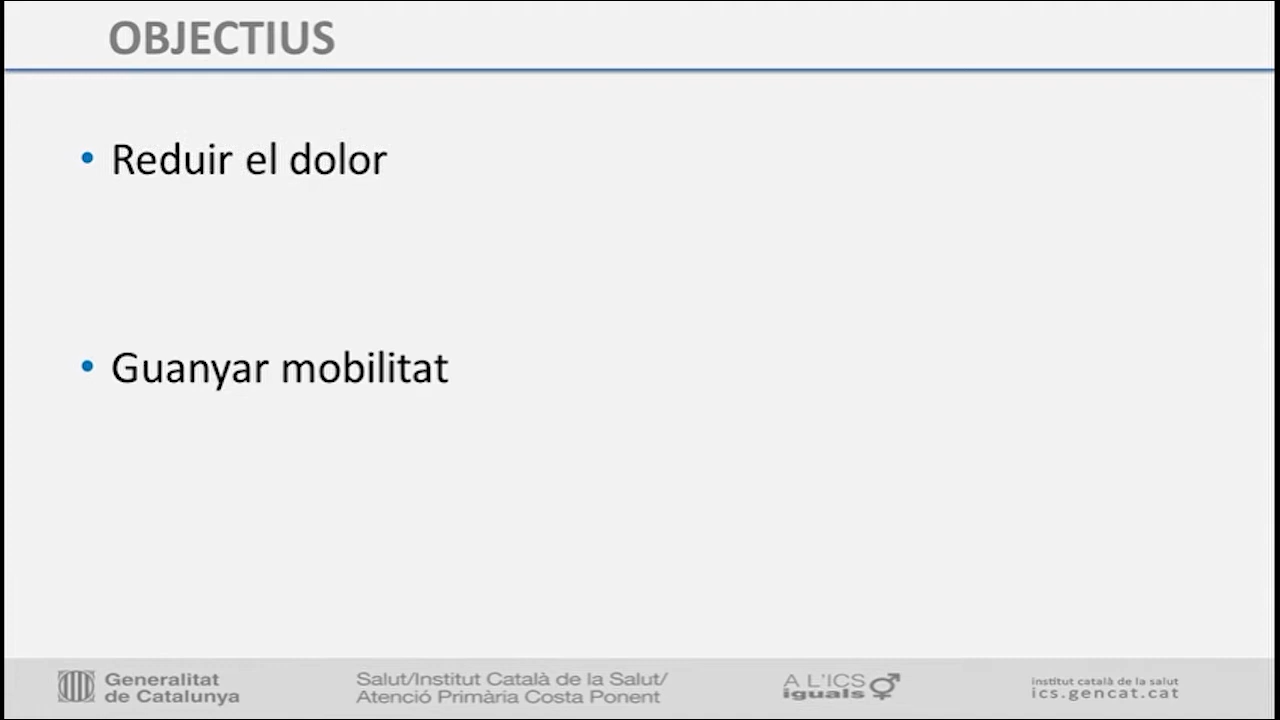 OBJECTIUS
• Reduir el dolor
• Guanyar mobilitat
Generalitat
de Catalunya
Salut/Institut Català de la Salut/
Atenció Primària Costa Ponent
A L'ICS
iguals
institut català de la salut
ics.gencat.cat